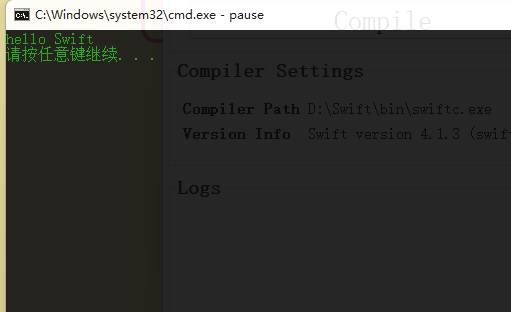 C:\Windows\system32\cmd.exe - pause
hello Swift
请按任意键继续. . .
Compile
Compiler Settings
Compiler Path D:\Swift\bin\swiftc.exe
Version Info Swift version 4.1.3 (swif
Logs